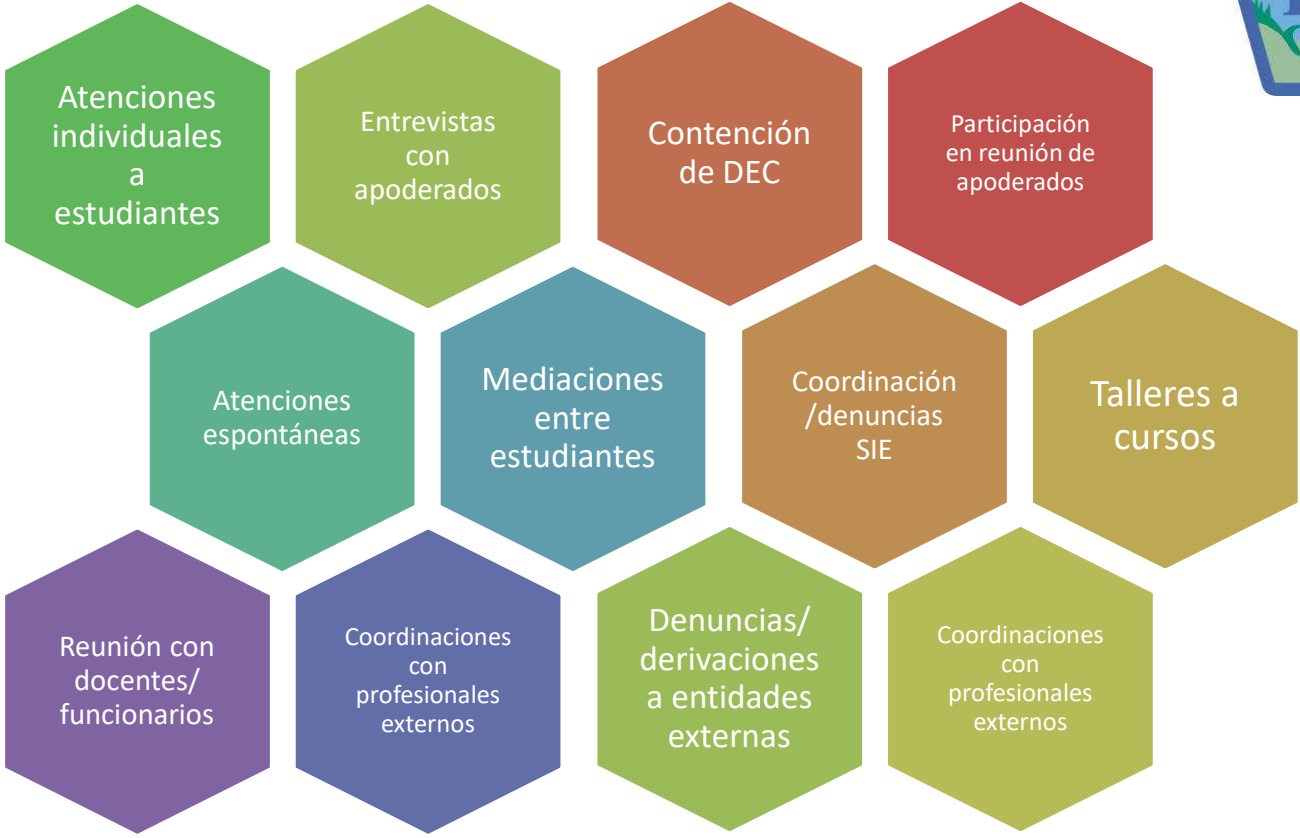 Atenciones
individuales
a
estudiantes
Entrevistas
con
apoderados
Contención
de DEC
Participación
en reunión de
apoderados
Atenciones
espontáneas
Mediaciones
entre
estudiantes
Coordinación
/denuncias
SIE
Talleres a
cursos
Reunión con
docentes/
funcionarios
Coordinaciones
con
profesionales
externos
Denuncias/
derivaciones
a entidades
externas
Coordinaciones
con
profesionales
externos